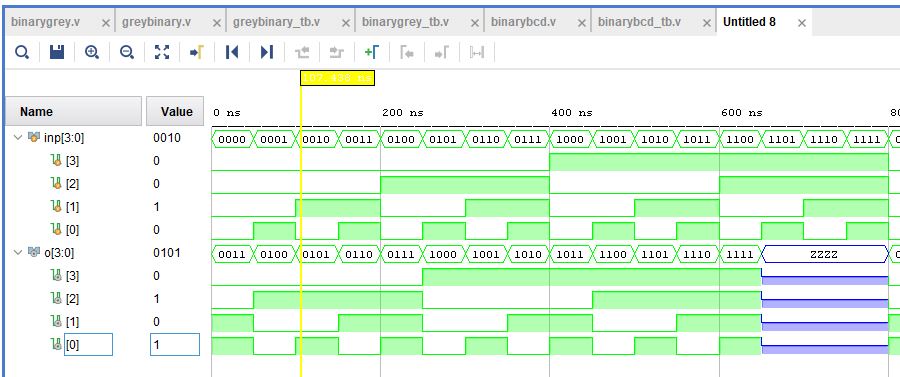 binarygrey.v greybinary.v greybinary_tb.v binarygrey_tb.v binarybcd.v binarybcd_tb.v Untitled 8
107.436 ns
Name Value 0 ns 200 ns 400 ns 600 ns 80
inp[3:0] 0010 0000 0001 0010 0011 0100 0101 0110 0111 1000 1001 1010 1011 1100 1101 1110 1111
[3] 0
[2] 0
[1] 1
[0] 0
o[3:0] 0101 0011 0100 0101 0110 0111 1000 1001 1010 1011 1100 1101 1110 1111 ZZZZ
[3] 0
[2] 1
[1] 0
[0] 1